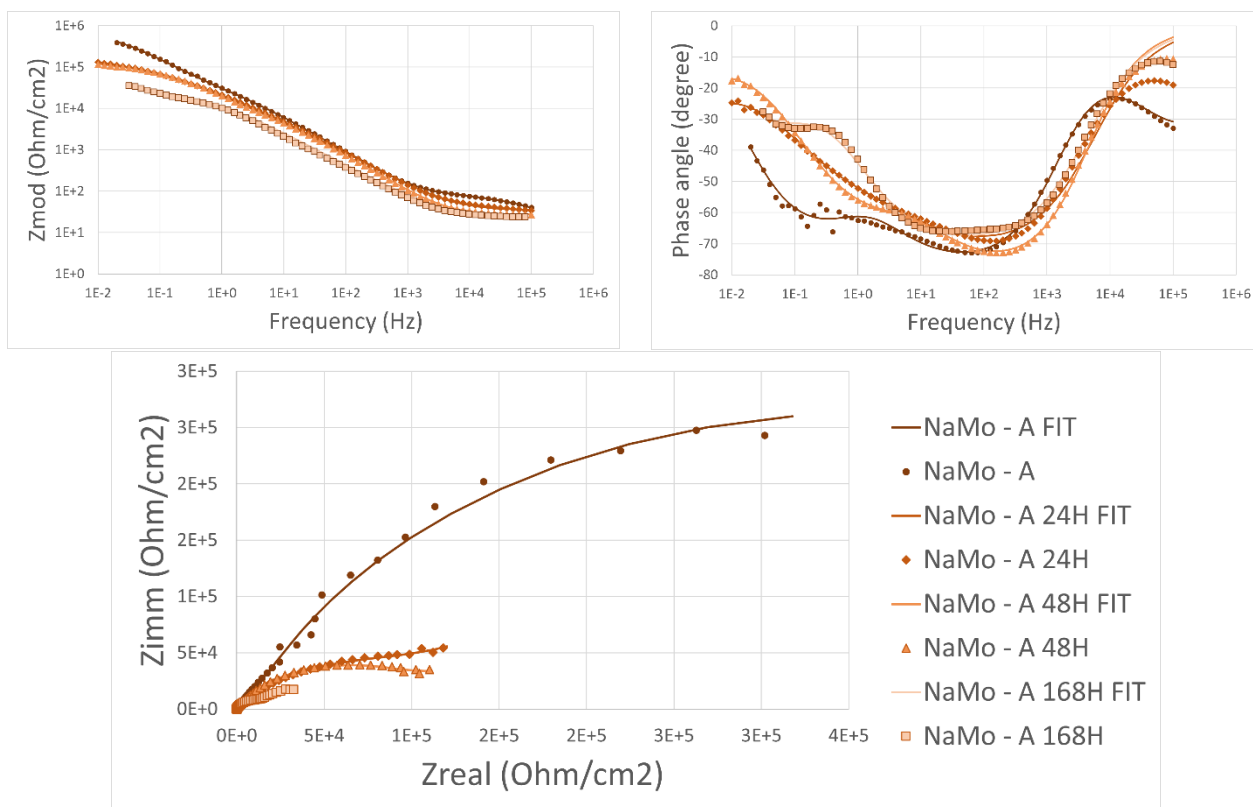 Zmod (Ohm/cm2)
1E+6
1E+5
1E+4
1E+3
1E+2
1E+1
1E+0
1E-2 1E-1 1E+0 1E+1 1E+2 1E+3 1E+4 1E+5 1E+6
Frequency (Hz)
Phase angle (degree)
0
-10
-20
-30
-40
-50
-60
-70
-80
1E-2 1E-1 1E+0 1E+1 1E+2 1E+3 1E+4 1E+5 1E+6
Frequency (Hz)
Zimm (Ohm/cm2)
3E+5
3E+5
2E+5
2E+5
1E+5
5E+4
0E+0
0E+0 5E+4 1E+5 2E+5 2E+5 3E+5 3E+5 4E+5
Zreal (Ohm/cm2)
NaMo - A FIT
NaMo - A
NaMo - A 24H FIT
NaMo - A 24H
NaMo - A 48H FIT
NaMo - A 48H
NaMo - A 168H FIT
NaMo - A 168H